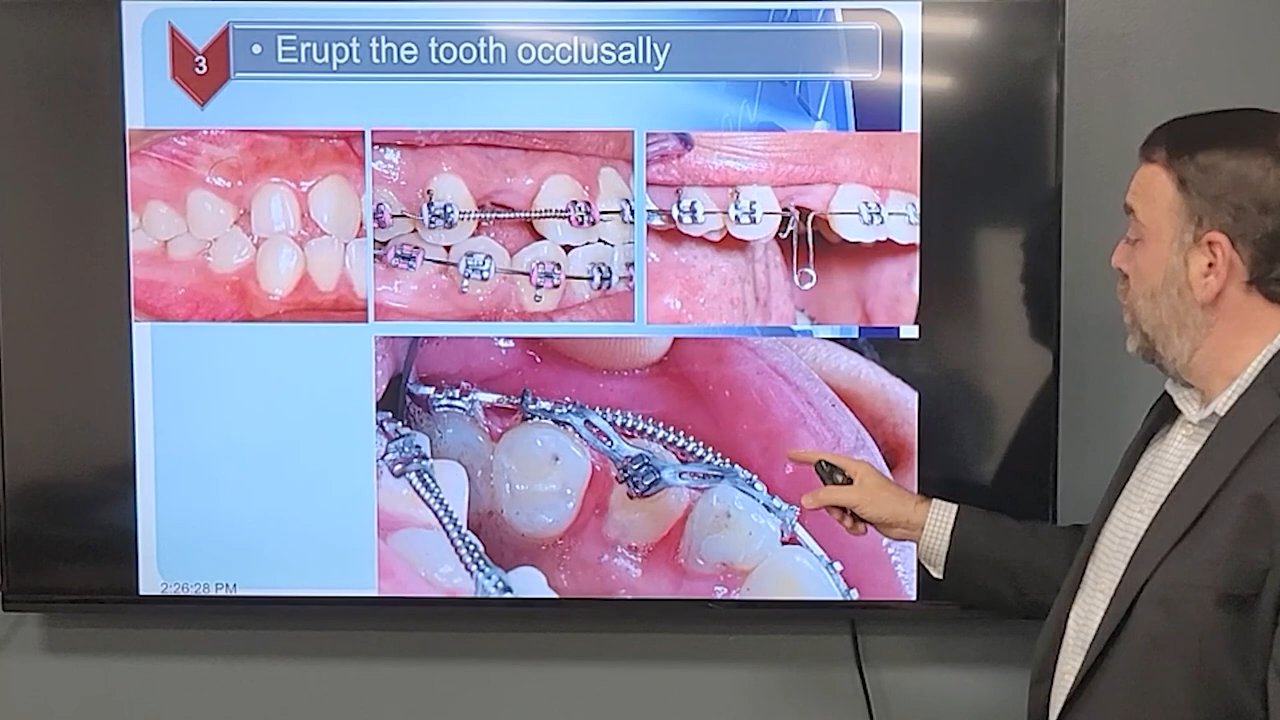 3
• Erupt the tooth occlusally
2:26:28 PM